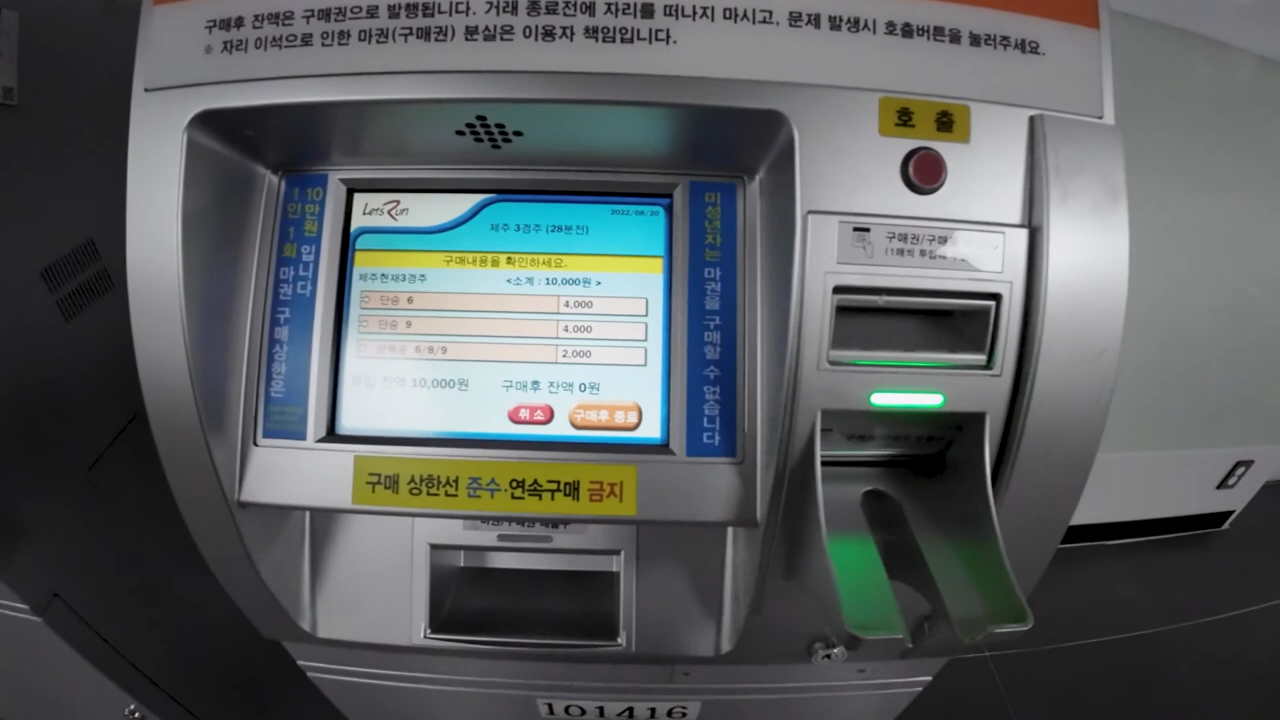 구매후 잔액은 구매권으로 발행됩니다. 거래 종료전에 자리를 떠나지 마시고, 문제 발생시 호출버튼을 눌러주세요.
※ 자리 이석으로 인한 마권(구매권) 분실은 이용자 책임입니다.
호 출
10만원 입니다
1인 1회 마권 구매상한은
Let'sRun
2022/08/20
제주 3경주 (28분전)
구매내용을 확인하세요.
제주현재3경주 <소계 : 10,000원 >
단승 6 4,000
단승 9 4,000
6/8/9 2,000
잔액 10,000원 구매후 잔액 0원
취소 구매후 종료
미성년자는 마권을 구매할 수 없습니다
구매권/구매
(1매씩 투입
구매 상한선 준수·연속구매 금지
101416